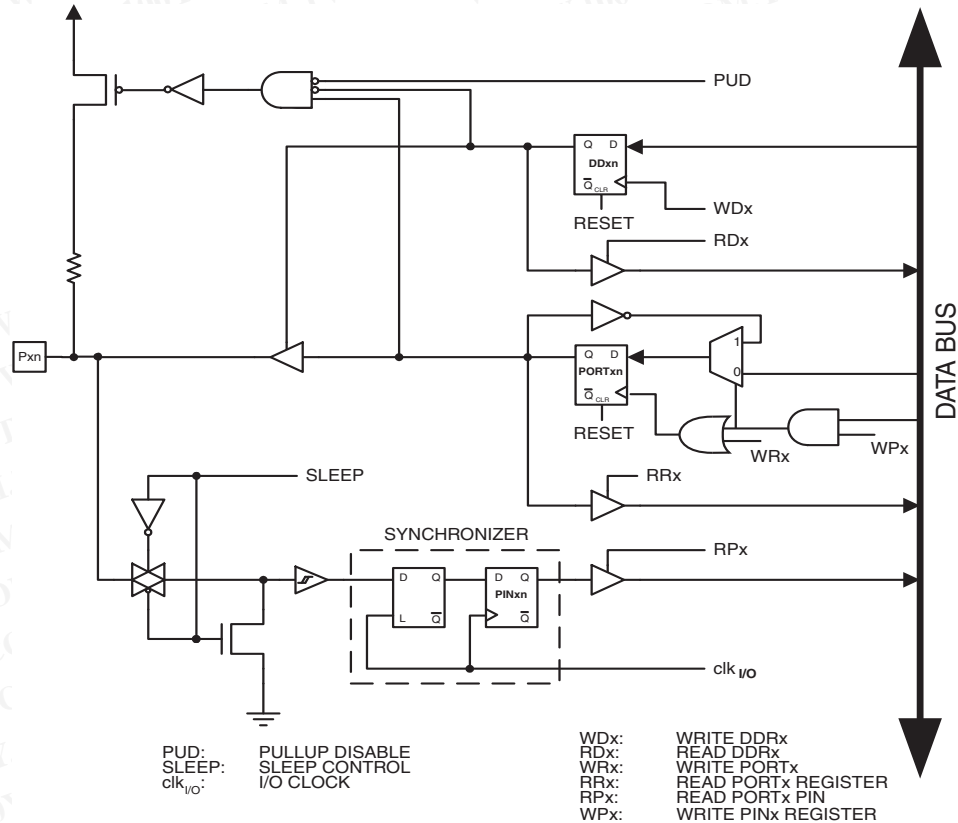 PUD
Q D
DDxn
Q CLR
WDx
RESET
RDx
1
Pxn
Q D
PORTxn
0
Q CLR
DATA BUS
RESET
WRx
WPx
SLEEP
RRx
SYNCHRONIZER
RPx
D Q
D Q
PINxn
L Q
Q
clk I/O
PUD: PULLUP DISABLE
SLEEP: SLEEP CONTROL
clkI/O: I/O CLOCK
WDx: WRITE DDRx
RDx: READ DDRx
WRx: WRITE PORTx
RRx: READ PORTx REGISTER
RPx: READ PORTx PIN
WPx: WRITE PINx REGISTER